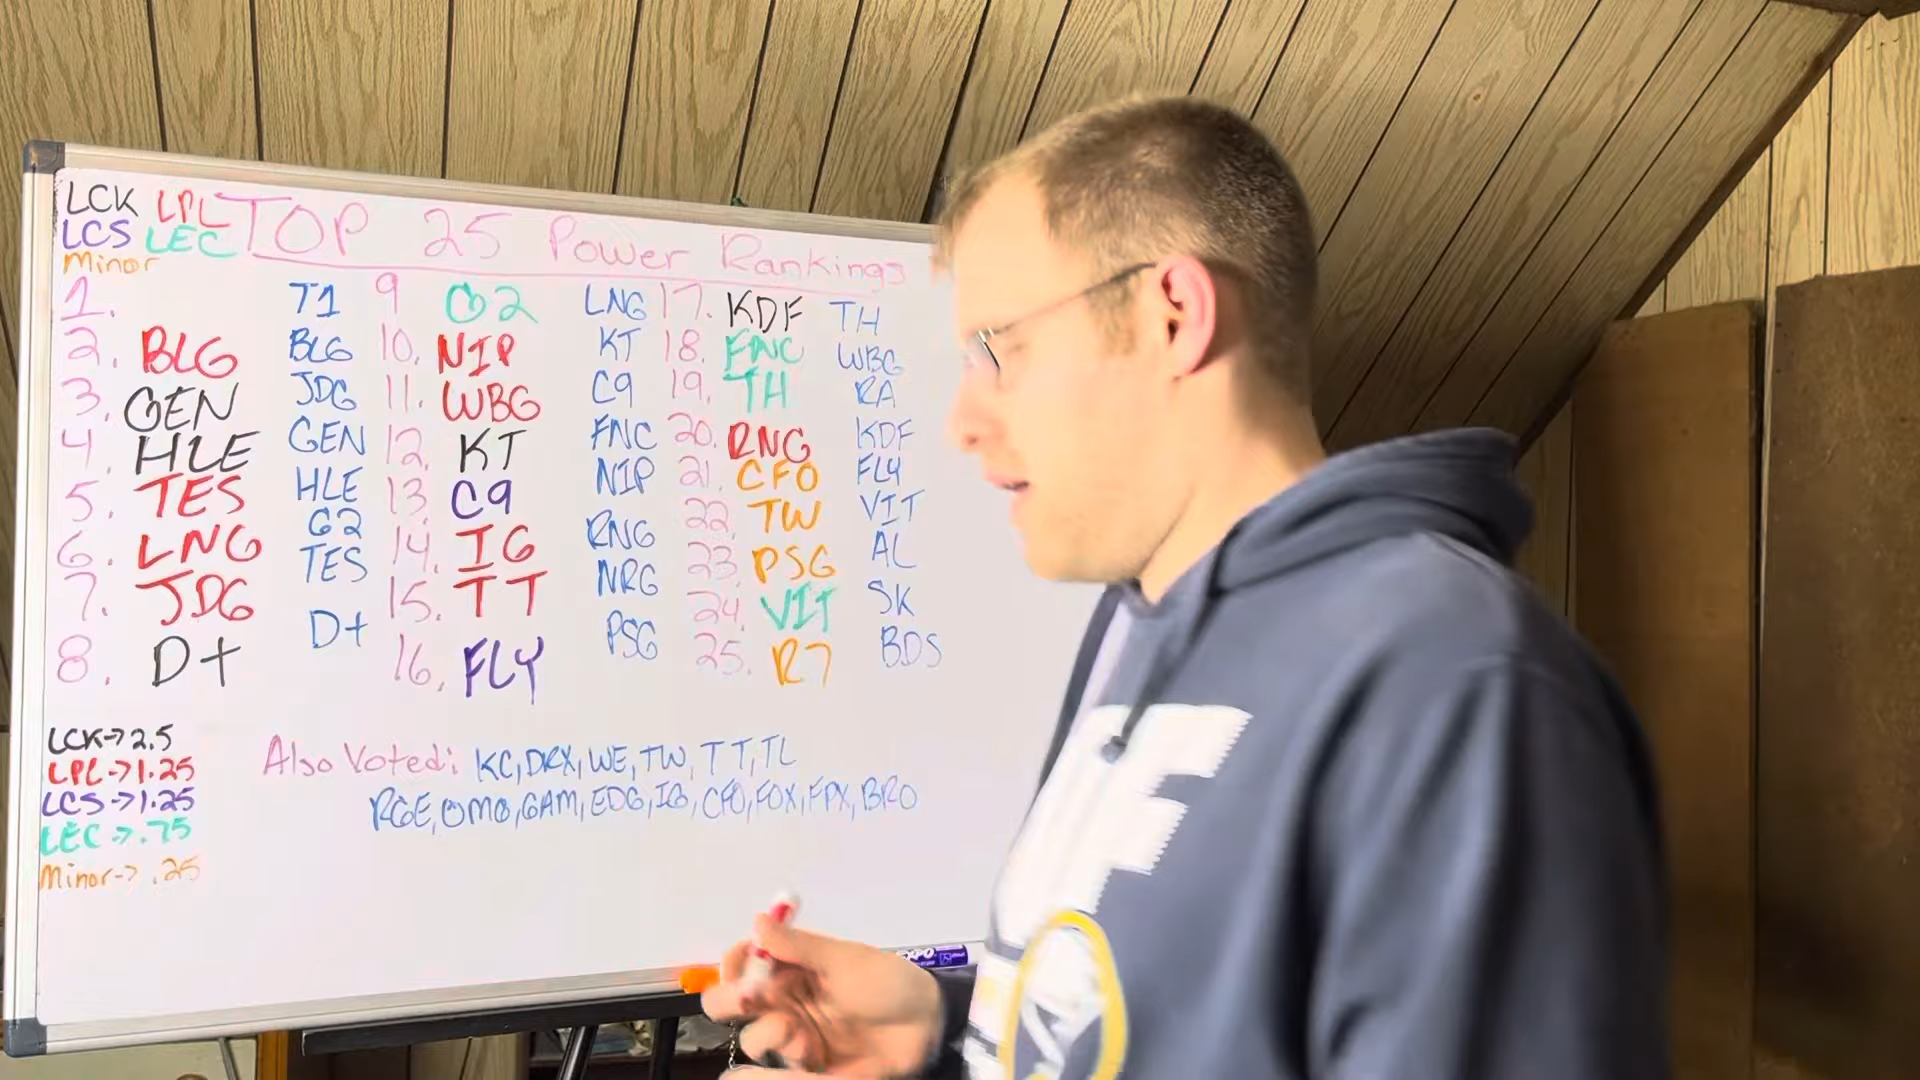 LCK LPL
LCS LEC
Minor
TOP 25 Power Rankings
1. T1
2. BLG BLG
3. GEN JDG
4. HLE GEN
5. TES HLE
6. LNG G2
7. JDG TES
8. D+ D+
9 G2 LNG
10. NIP KT
11. WBG C9
12. KT FNC
13. C9 NIP
14. IG RNG
15. TT NRG
16. FLY PSG
17. KDF TH
18. FNC WBG
19. TH RA
20. RNG KDF
21. CFO FLY
22. TW VIT
23. PSG AL
24. VIT SK
25. R7 BDS
LCK->2.5
LPL->1.25
LCS->1.25
LEC->.75
Minor->.25
Also Voted: KC, DRX, WE, TW, TT, TL
RGE, OMG, GAM, EDG, IG, CFO, FOX, FPX, BRO
EXPO
F